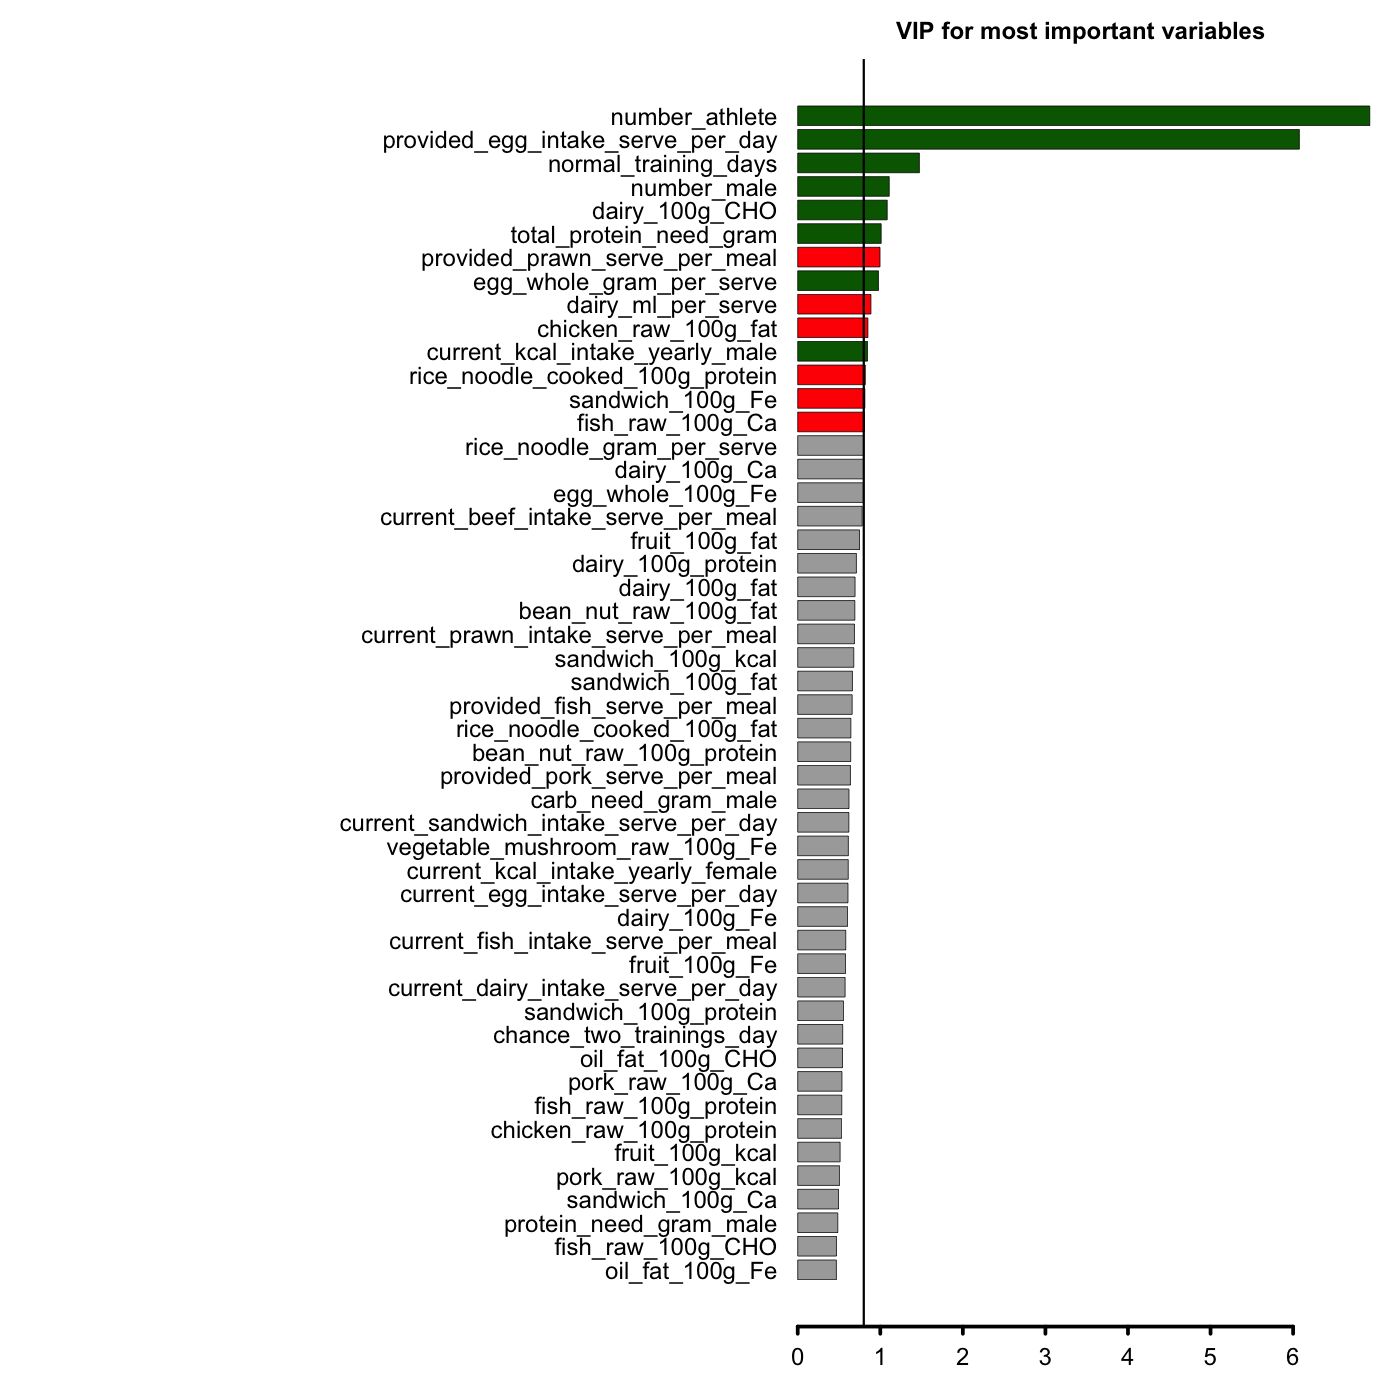 VIP for most important variables
number_athlete
provided_egg_intake_serve_per_day
normal_training_days
number_male
dairy_100g_CHO
total_protein_need_gram
provided_prawn_serve_per_meal
egg_whole_gram_per_serve
dairy_ml_per_serve
chicken_raw_100g_fat
current_kcal_intake_yearly_male
rice_noodle_cooked_100g_protein
sandwich_100g_Fe
fish_raw_100g_Ca
rice_noodle_gram_per_serve
dairy_100g_Ca
egg_whole_100g_Fe
current_beef_intake_serve_per_meal
fruit_100g_fat
dairy_100g_protein
dairy_100g_fat
bean_nut_raw_100g_fat
current_prawn_intake_serve_per_meal
sandwich_100g_kcal
sandwich_100g_fat
provided_fish_serve_per_meal
rice_noodle_cooked_100g_fat
bean_nut_raw_100g_protein
provided_pork_serve_per_meal
carb_need_gram_male
current_sandwich_intake_serve_per_day
vegetable_mushroom_raw_100g_Fe
current_kcal_intake_yearly_female
current_egg_intake_serve_per_day
dairy_100g_Fe
current_fish_intake_serve_per_meal
fruit_100g_Fe
current_dairy_intake_serve_per_day
sandwich_100g_protein
chance_two_trainings_day
oil_fat_100g_CHO
pork_raw_100g_Ca
fish_raw_100g_protein
chicken_raw_100g_protein
fruit_100g_kcal
pork_raw_100g_kcal
sandwich_100g_Ca
protein_need_gram_male
fish_raw_100g_CHO
oil_fat_100g_Fe
0 1 2 3 4 5 6